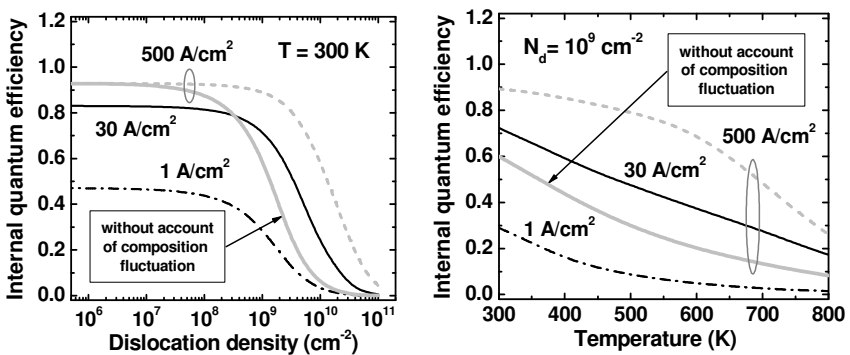 Internal quantum efficiency
1.2
1.0
0.8
0.6
0.4
0.2
0.0
500 A/cm²
T = 300 K
30 A/cm²
1 A/cm²
without account
of composition
fluctuation
10⁶ 10⁷ 10⁸ 10⁹ 10¹⁰ 10¹¹
Dislocation density (cm⁻²)
Internal quantum efficiency
1.2
1.0
0.8
0.6
0.4
0.2
0.0
N_d = 10⁹ cm⁻²
without account
of composition
fluctuation
500 A/cm²
30 A/cm²
1 A/cm²
300 400 500 600 700 800
Temperature (K)